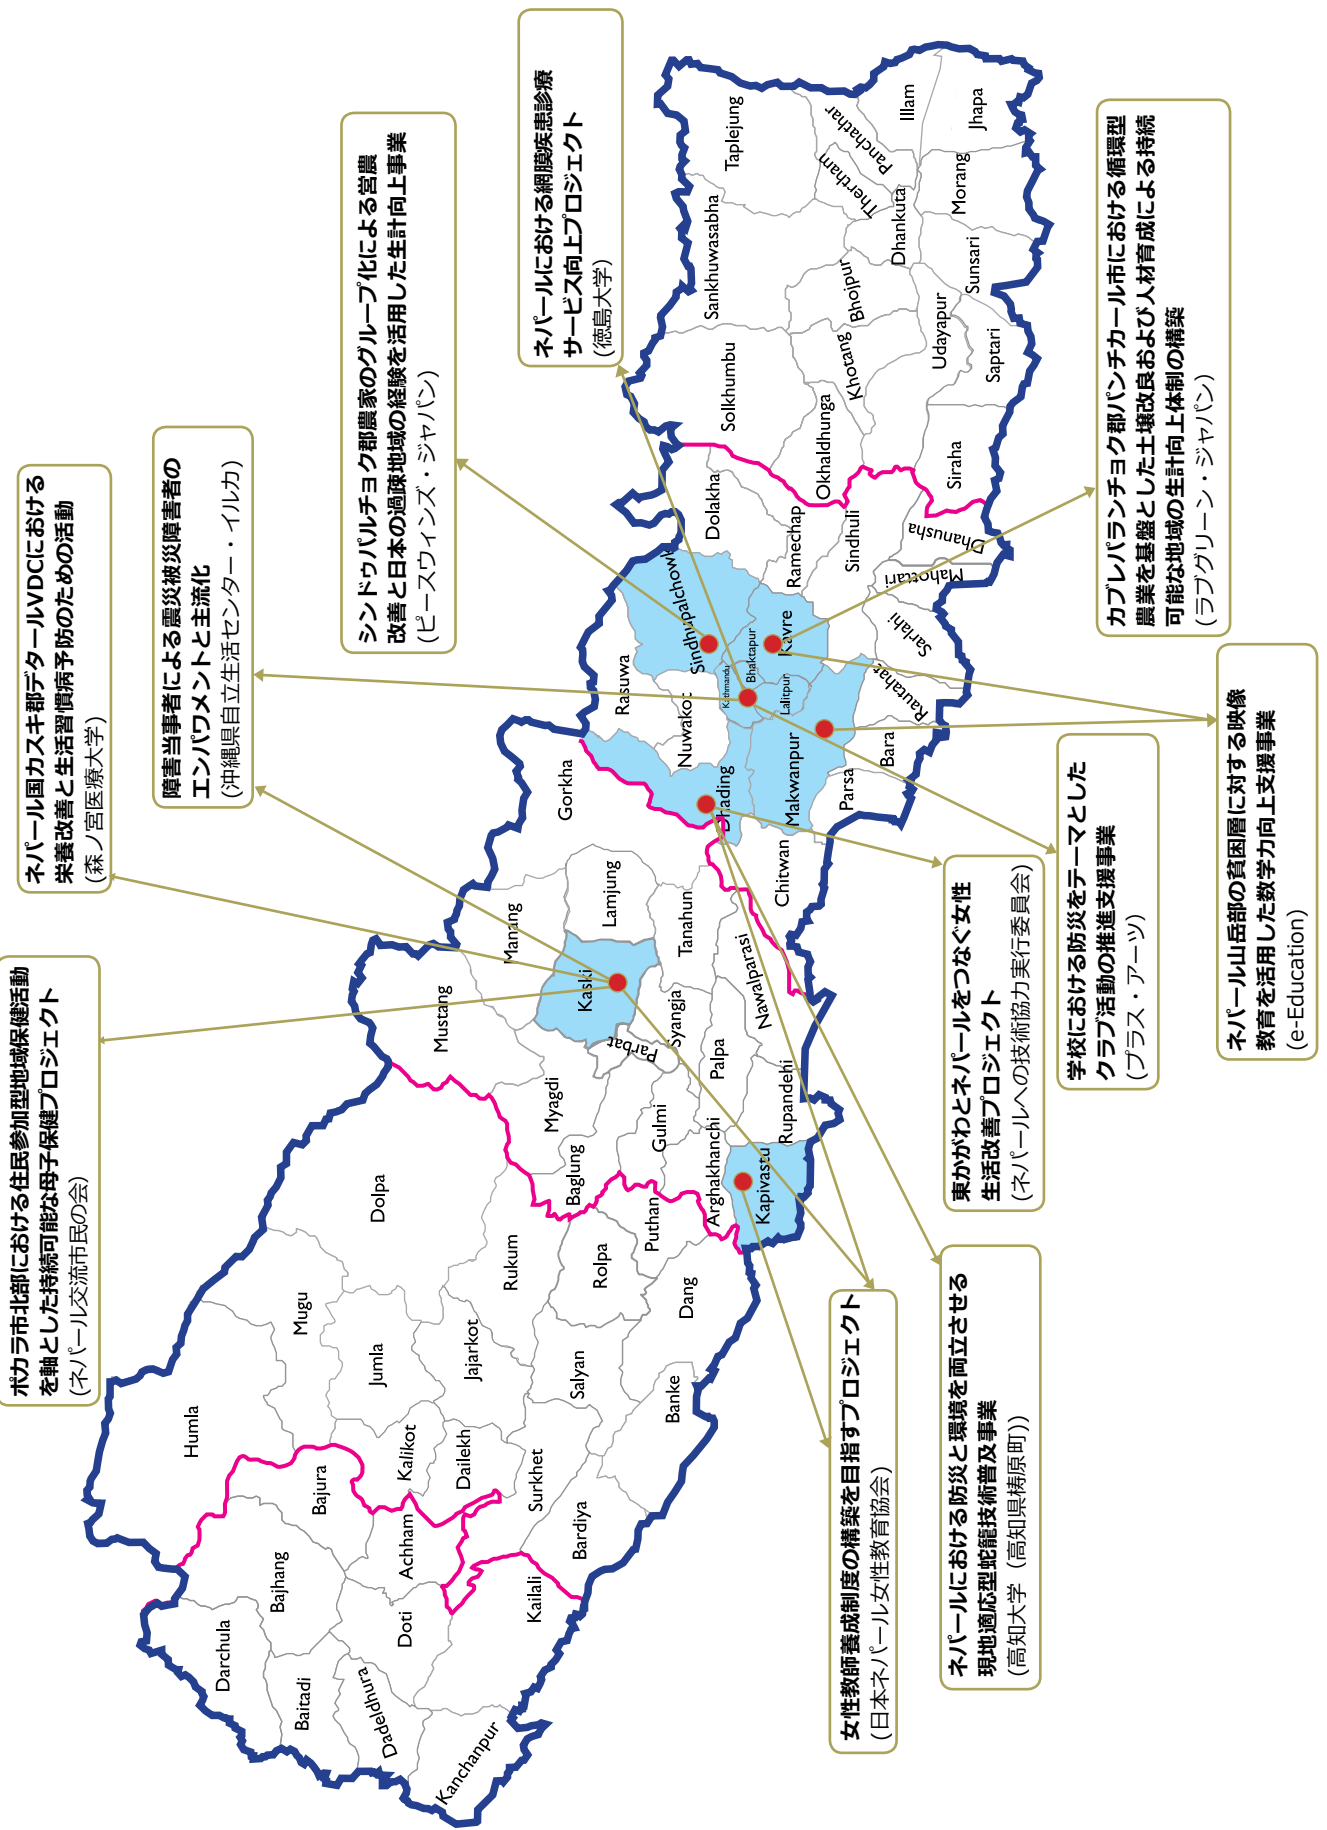 ポカラ市北部における住民参加型地域保健活動
を軸とした持続可能な母子保健プロジェクト
(ネパール交流市民の会)
ネパール国カスキ郡デタールVDCにおける
栄養改善と生活習慣病予防のための活動
(森ノ宮医療大学)
障害当事者による震災被災障害者の
エンパワメントと主流化
(沖縄県自立生活センター・イルカ)
シンドゥパルチョク郡農家のグループ化による営農
改善と日本の過疎地域の経験を活用した生計向上事業
(ピースウィンズ・ジャパン)
ネパールにおける網膜疾患診療
サービス向上プロジェクト
(徳島大学)
Darchula
Bajhang
Humla
Baitadi
Bajura
Mugu
Dadeldhura
Doti
Achham
Kalikot
Jumla
Dolpa
Kanchanpur
Kailali
Dailekh
Jajarkot
Rukum
Surkhet
Bardiya
Salyan
Rolpa
Banke
Dang
Puthan
Mustang
Manang
Myagdi
Baglung
Kaski
Parbat
Lamjung
Gorkha
Gulmi
Syangja
Tanahun
Arghakhanchi
Palpa
Nawalparasi
Kapivastu
Rupandehi
Chitwan
Rasuwa
Nuwakot
Dhading
Sindhupalchowk
Kathmandu
Bhaktapur
Lalitpur
Kavre
Makwanpur
Parsa
Bara
Rautahat
Sarlahi
Mahottari
Dhanusha
Dolakha
Ramechap
Sindhuli
Solkhumbu
Okhaldhunga
Khotang
Udayapur
Siraha
Saptari
Sankhuwasabha
Bhojpur
Dhankuta
Sunsari
Morang
Taplejung
Thertham
Panchathar
Illam
Jhapa
女性教師養成制度の構築を目指すプロジェクト
(日本ネパール女性教育協会)
ネパールにおける防災と環境を両立させる
現地適応型蛇籠技術普及事業
(高知大学（高知県梼原町))
東かがわとネパールをつなぐ女性
生活改善プロジェクト
(ネパールへの技術協力実行委員会)
学校における防災をテーマとした
クラブ活動の推進支援事業
(プラス・アーツ)
ネパール山岳部の貧困層に対する映像
教育を活用した数学力向上支援事業
(e-Education)
カブレパランチョク郡パンチカール市における循環型
農業を基盤とした土壌改良および人材育成による持続
可能な地域の生計向上体制の構築
(ラブグリーン・ジャパン)